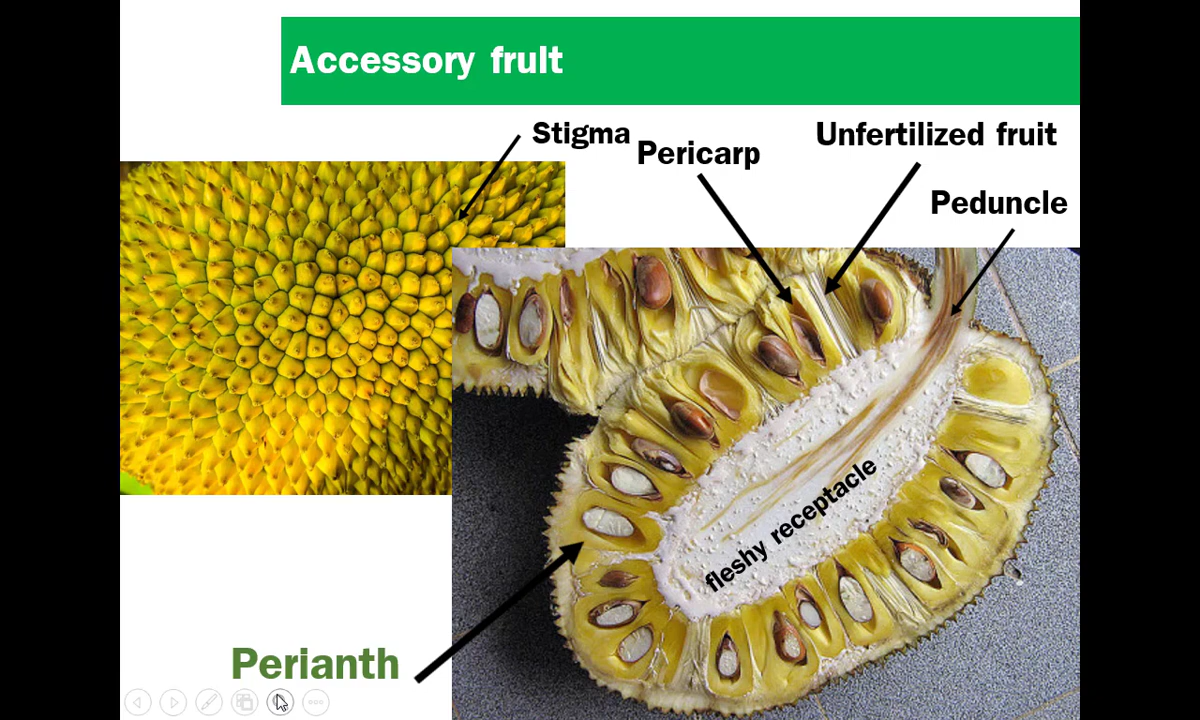 Accessory fruit
Stigma
Pericarp
Unfertilized fruit
Peduncle
fleshy receptacle
Perianth